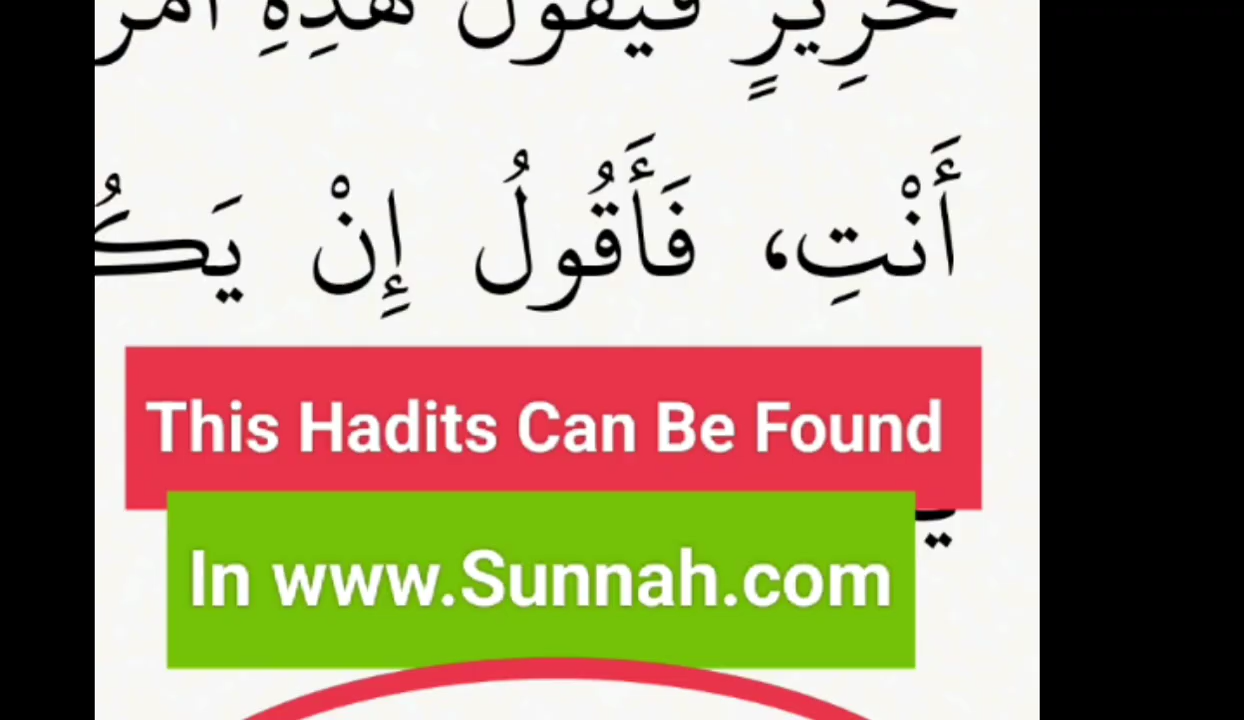 حَرِيرٍ فَيَقُولُ هَذِهِ
أَنْتِ، فَأَقُولُ إِنْ
This Hadits Can Be Found
In www.Sunnah.com